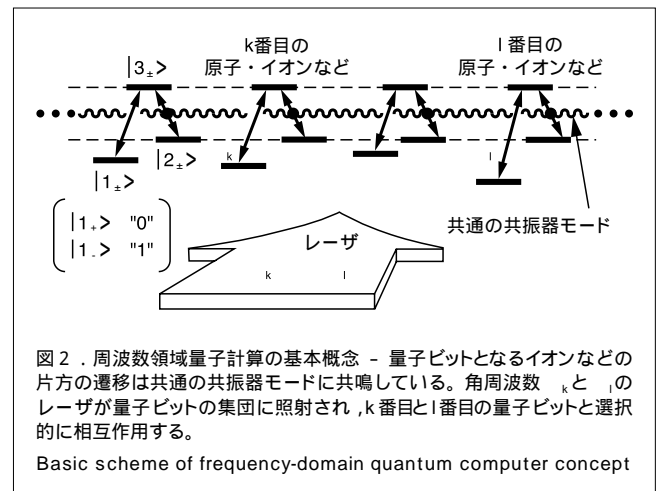 k番目の
原子・イオンなど
l番目の
原子・イオンなど
|3±>
|2±>
|1±>
k
l
|1+> "0"
|1-> "1"
共通の共振器モード
レーザ
k l
図2．周波数領域量子計算の基本概念 － 量子ビットとなるイオンなどの
片方の遷移は共通の共振器モードに共鳴している。角周波数 kと lの
レーザが量子ビットの集団に照射され，k番目とl番目の量子ビットと選択
的に相互作用する。
Basic scheme of frequency-domain quantum computer concept